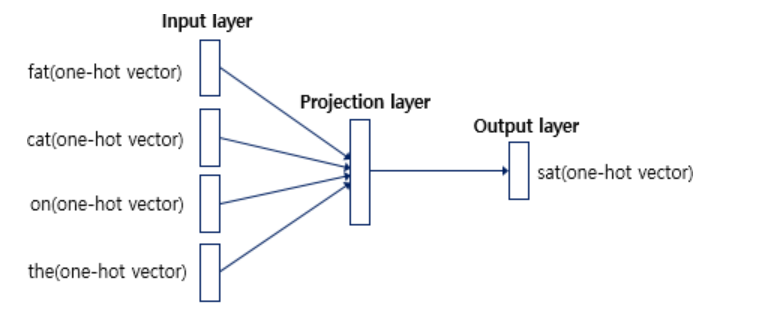 Input layer
fat(one-hot vector)
Projection layer
cat(one-hot vector)
Output layer
sat(one-hot vector)
on(one-hot vector)
the(one-hot vector)